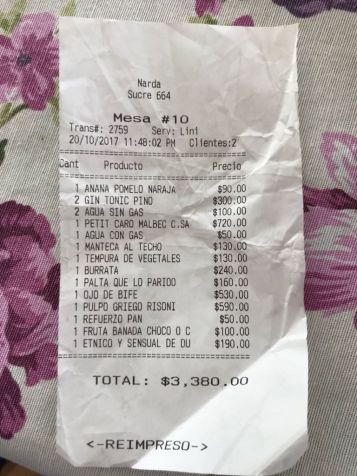 Narda
Sucre 664
Mesa #10
Trans#: 2759 Serv: Lini
20/10/2017 11:48:02 PM Clientes:2
Cant Producto Precio
1 ANANA POMELO NARAJA $90.00
2 GIN TONIC PINO $300.00
2 AGUA SIN GAS $100.00
1 PETIT CARO MALBEC C.SA $720.00
1 AGUA CON GAS $50.00
1 MANTECA AL TECHO $130.00
1 TEMPURA DE VEGETALES $130.00
1 BURRATA $240.00
1 PALTA QUE LO PARIOO $160.00
1 OJO DE BIFE $530.00
1 PULPO GRIEGO RISONI $590.00
1 REFUERZO PAN $50.00
1 FRUTA BANADA CHOCO O C $100.00
1 ETNICO Y SENSUAL DE DU $190.00
TOTAL: $3,380.00
<-REIMPRESO->